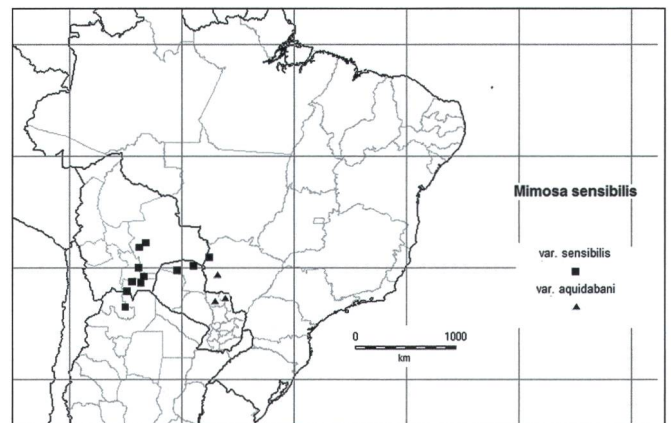 Mimosa sensibilis
var. sensibilis
var. aquidabani
0 1000
km